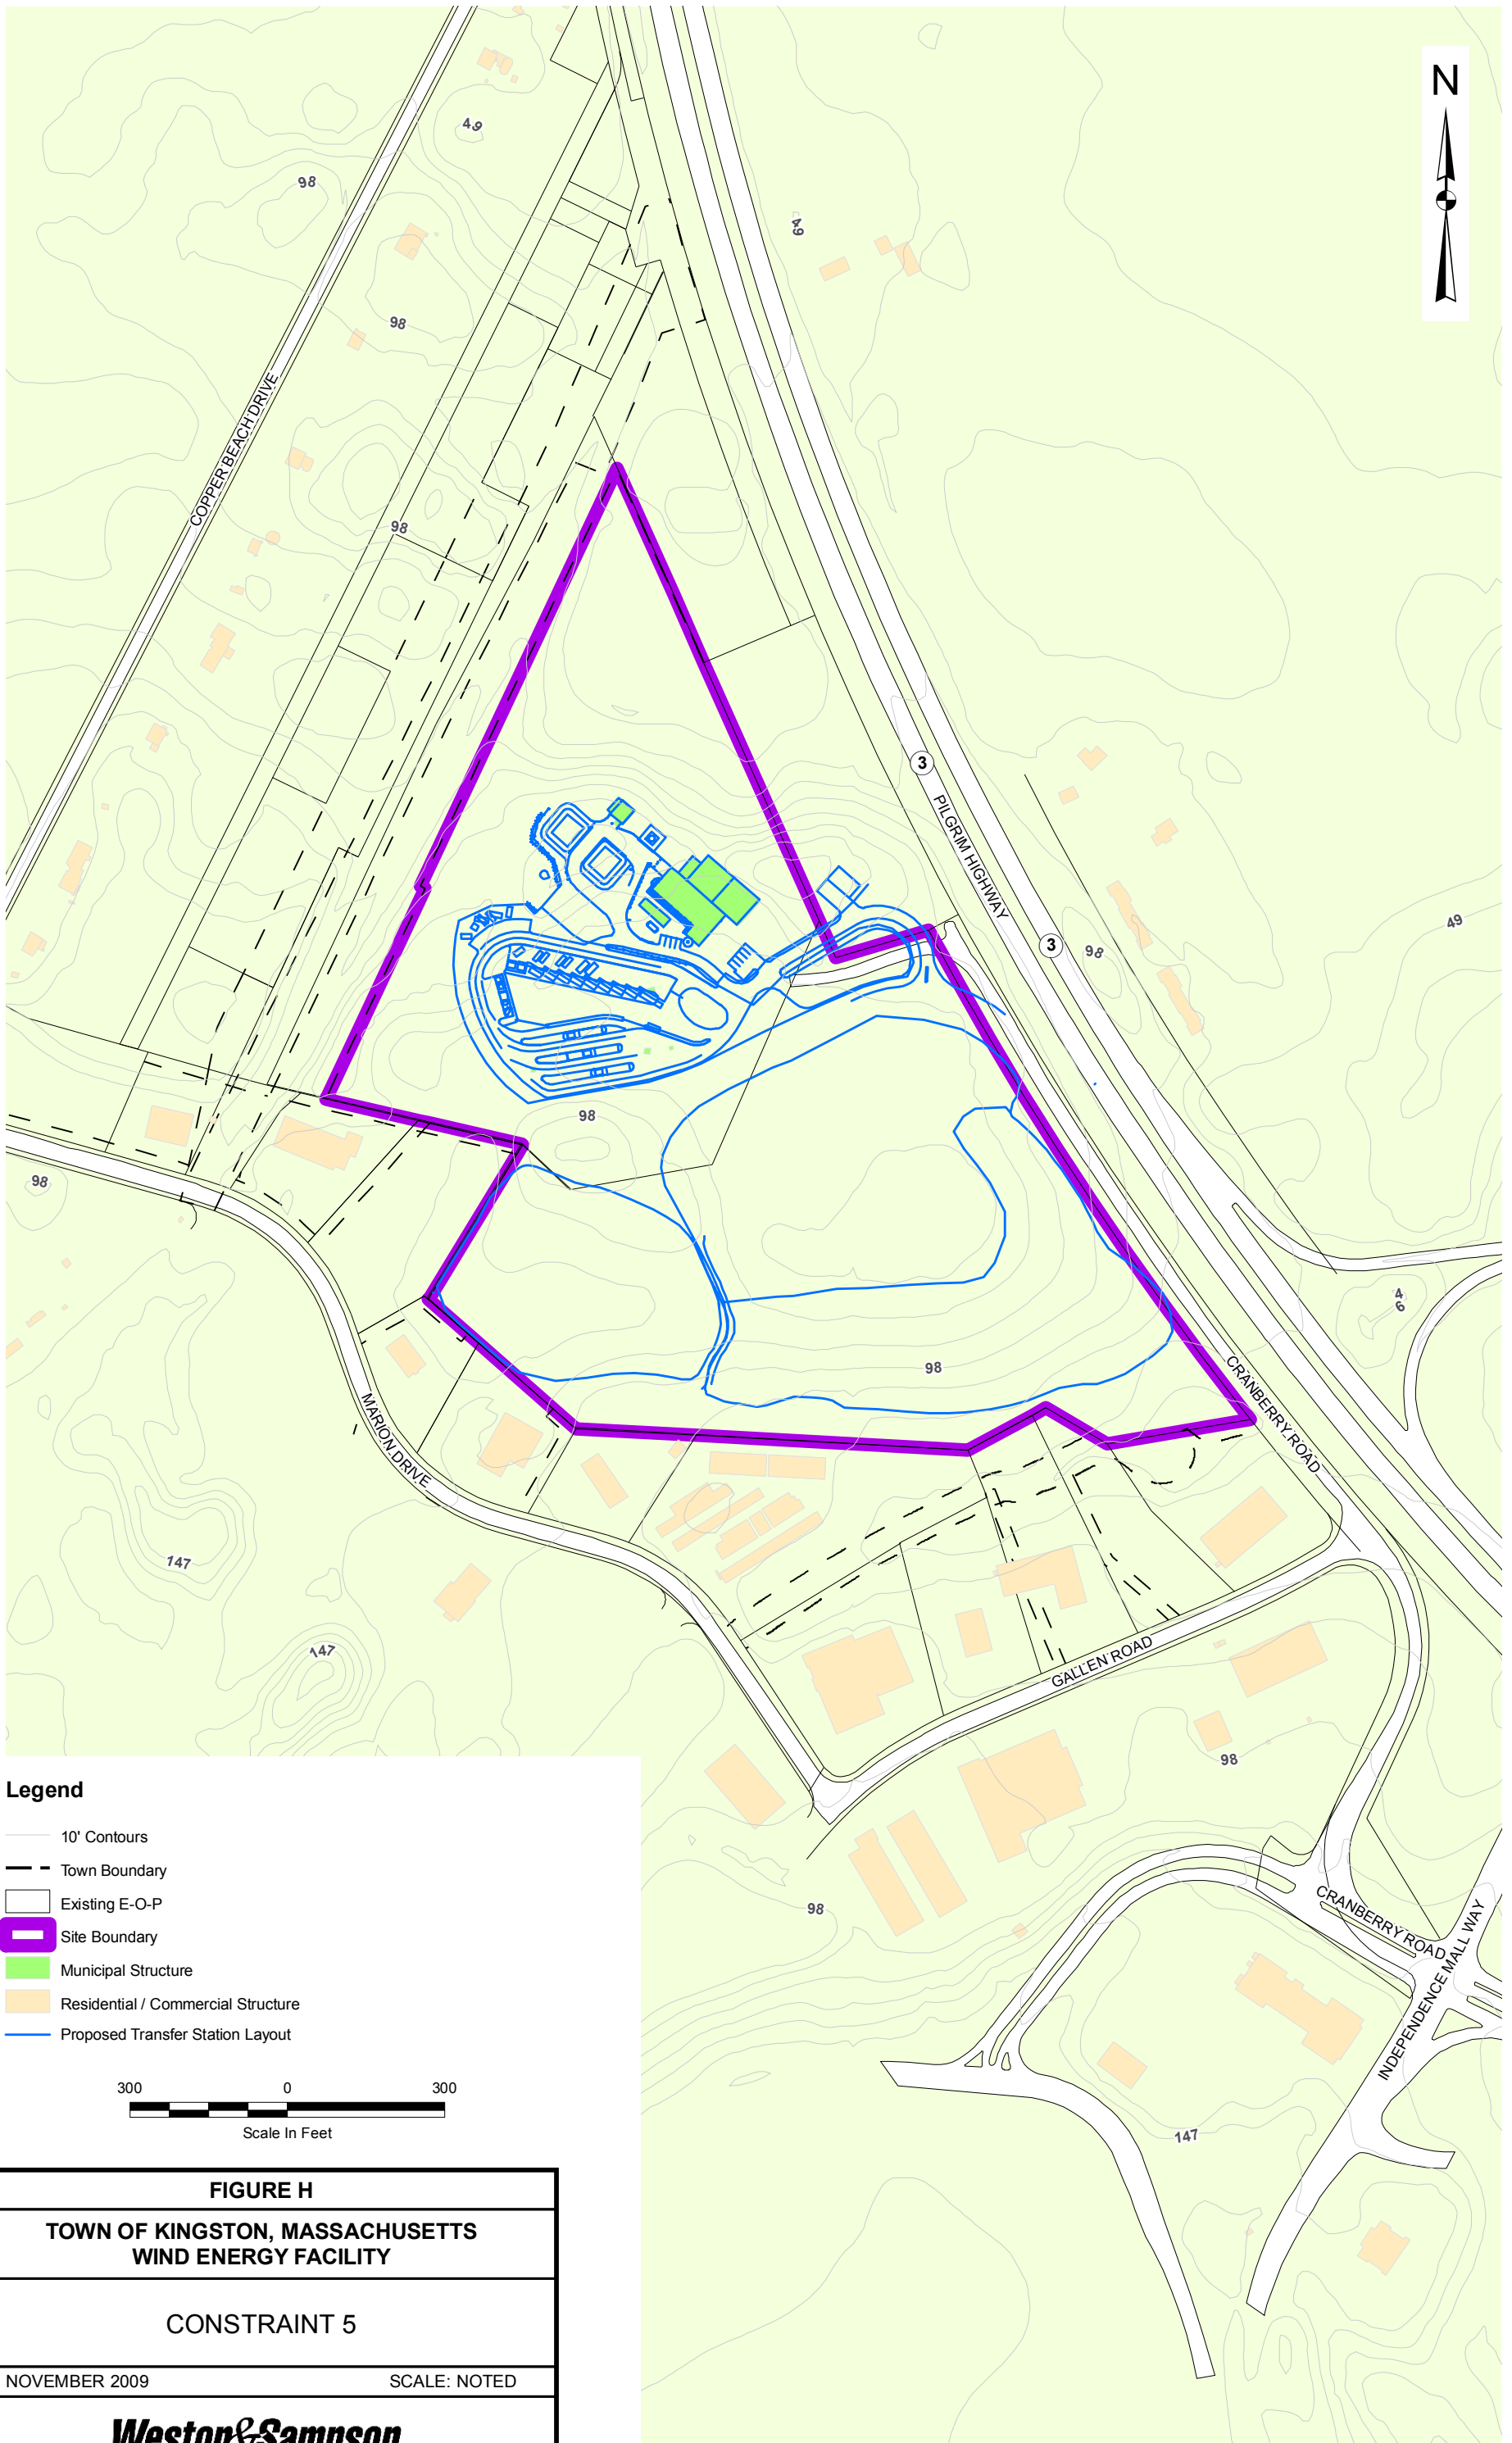 N
49
98
49
98
COPPER BEACH DRIVE
98
3
PILGRIM HIGHWAY
3
98
49
98
98
49
98
CRANBERRY ROAD
MARION DRIVE
147
147
GALLEN ROAD
98
98
CRANBERRY ROAD
INDEPENDENCE MALL WAY
147
Legend
10' Contours
Town Boundary
Existing E-O-P
Site Boundary
Municipal Structure
Residential / Commercial Structure
Proposed Transfer Station Layout
300 0 300
Scale In Feet
FIGURE H
TOWN OF KINGSTON, MASSACHUSETTS
WIND ENERGY FACILITY
CONSTRAINT 5
NOVEMBER 2009 SCALE: NOTED
Weston&Sampson